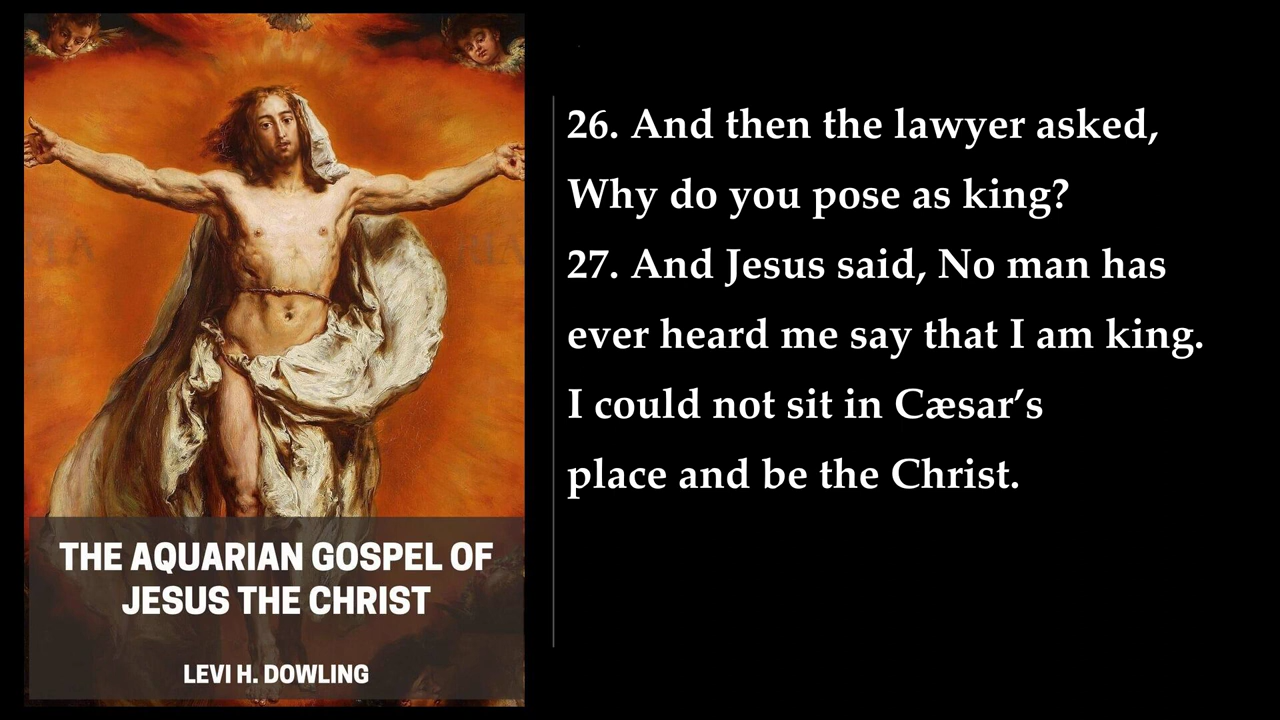 26. And then the lawyer asked,
Why do you pose as king?
27. And Jesus said, No man has
ever heard me say that I am king.
I could not sit in Cæsar’s
place and be the Christ.
THE AQUARIAN GOSPEL OF
JESUS THE CHRIST
LEVI H. DOWLING